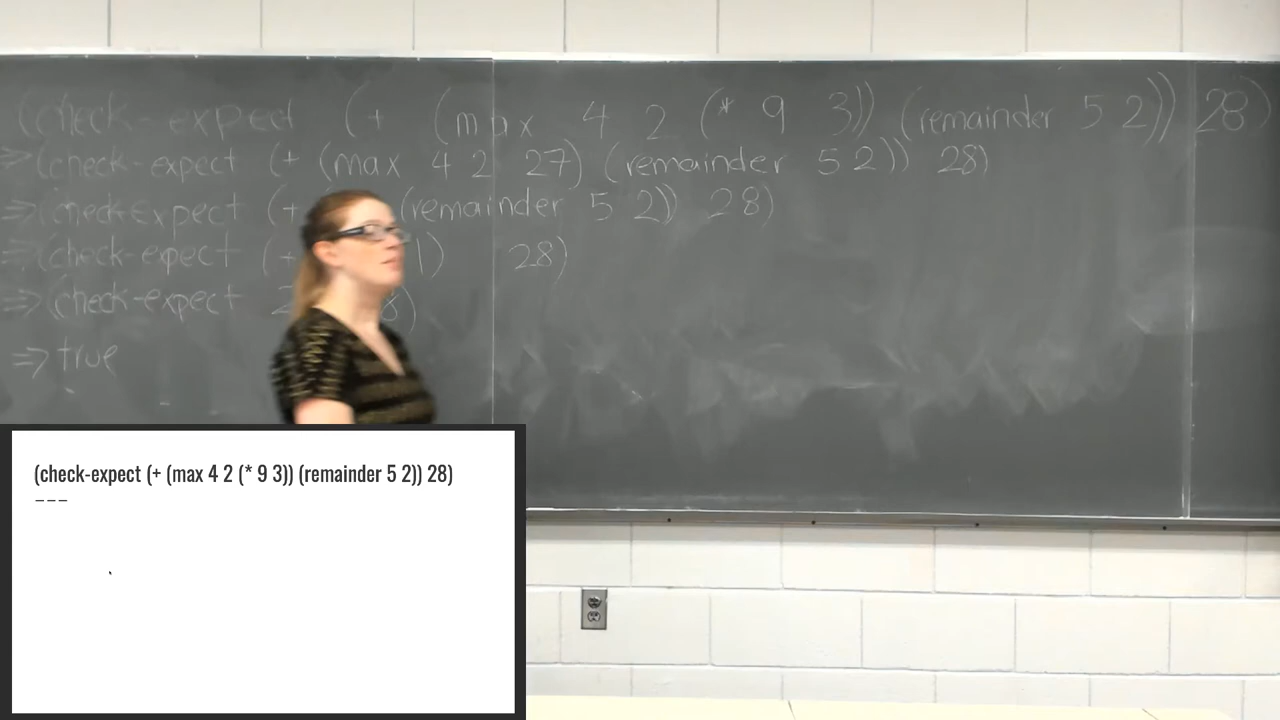 (check-expect (+ (max 4 2 (* 9 3)) (remainder 5 2)) 28)
=> (check-expect (+ (max 4 2 27) (remainder 5 2)) 28)
=> (check-expect (+ (remainder 5 2)) 28)
=> (check-expect (+ 1) 28)
=> (check-expect 2 8)
=> true
(check-expect (+ (max 4 2 (* 9 3)) (remainder 5 2)) 28)
---